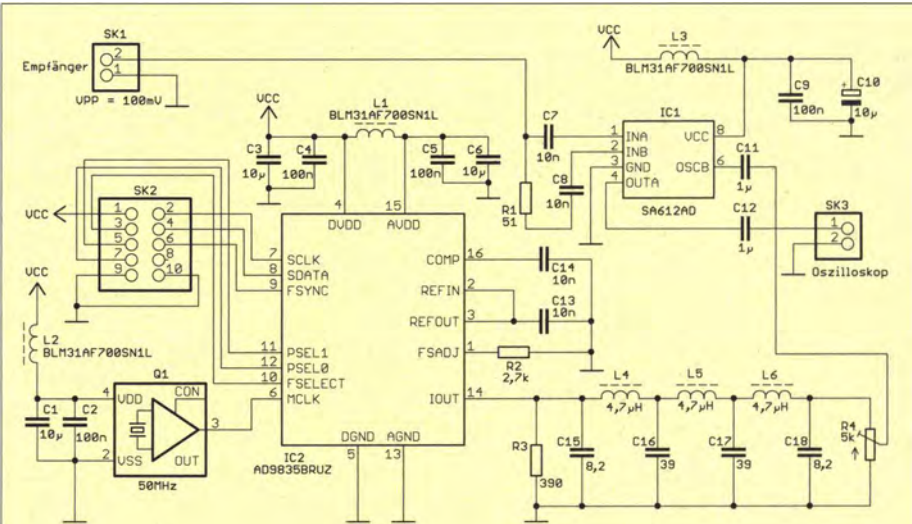 SK1
2
1
Empfänger
VPP = 100mV
VCC
L3
BLM31AF700SN1L
C9
100n
+
C10
10µ
VCC
L1
BLM31AF700SN1L
C3
10µ
C4
100n
C5
100n
C6
10µ
C7
10n
C8
10n
R1
51
IC1
1 INA VCC 8
2 INB
3 GND OSCB 6
4 OUTA
SA612AD
C11
1µ
C12
1µ
SK3
1
2
Oszilloskop
SK2
VCC
1 2
3 4
5 6
7 8
9 10
4 15
DVDD AVDD
7 SCLK
8 SDATA
9 FSYNC
11 PSEL1
12 PSEL0
10 FSELECT
6 MCLK
COMP 16
REFIN 2
REFOUT 3
FSADJ 1
IOUT 14
DGND AGND
5 13
IC2
AD9835BRUZ
C14
10n
C13
10n
R2
2,7k
VCC
L2
BLM31AF700SN1L
C1
10µ
C2
100n
Q1
4 VDD CON
3
2 VSS OUT
50MHz
L4
4,7µH
L5
4,7µH
L6
4,7µH
R3
390
C15
8,2
C16
39
C17
39
C18
8,2
R4
5k